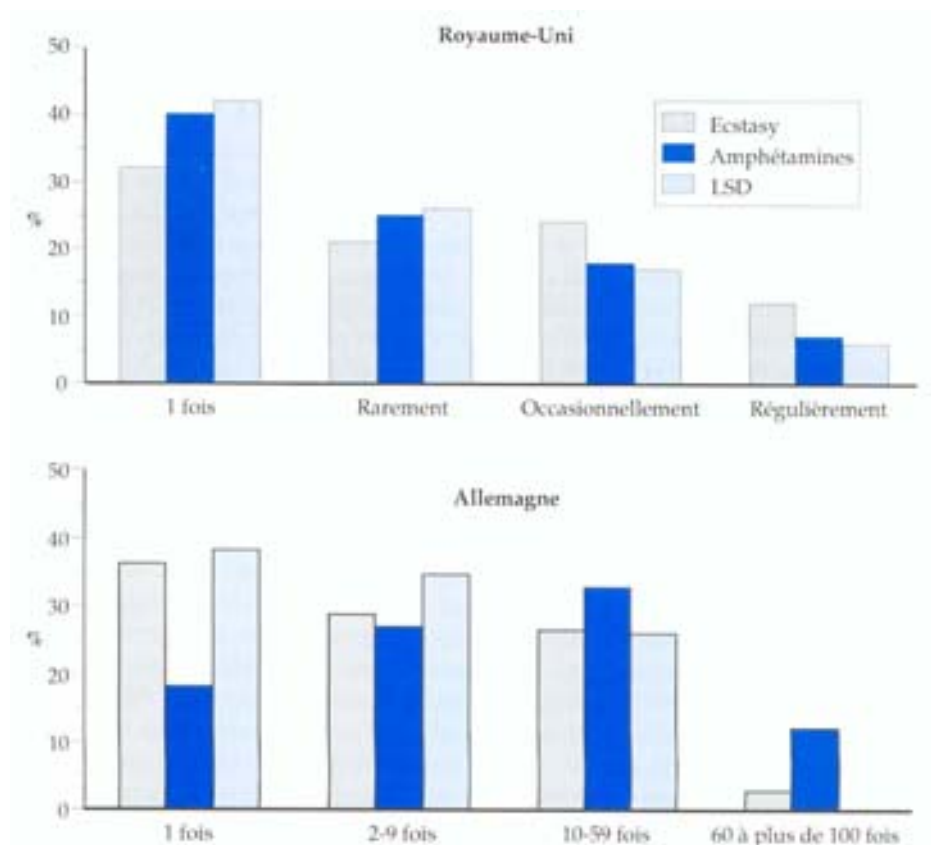 Royaume-Uni
50
40
30
20
10
0
%
Ecstasy
Amphétamines
LSD
1 fois Rarement Occasionnellement Régulièrement
Allemagne
50
40
30
20
10
0
%
1 fois 2-9 fois 10-59 fois 60 à plus de 100 fois